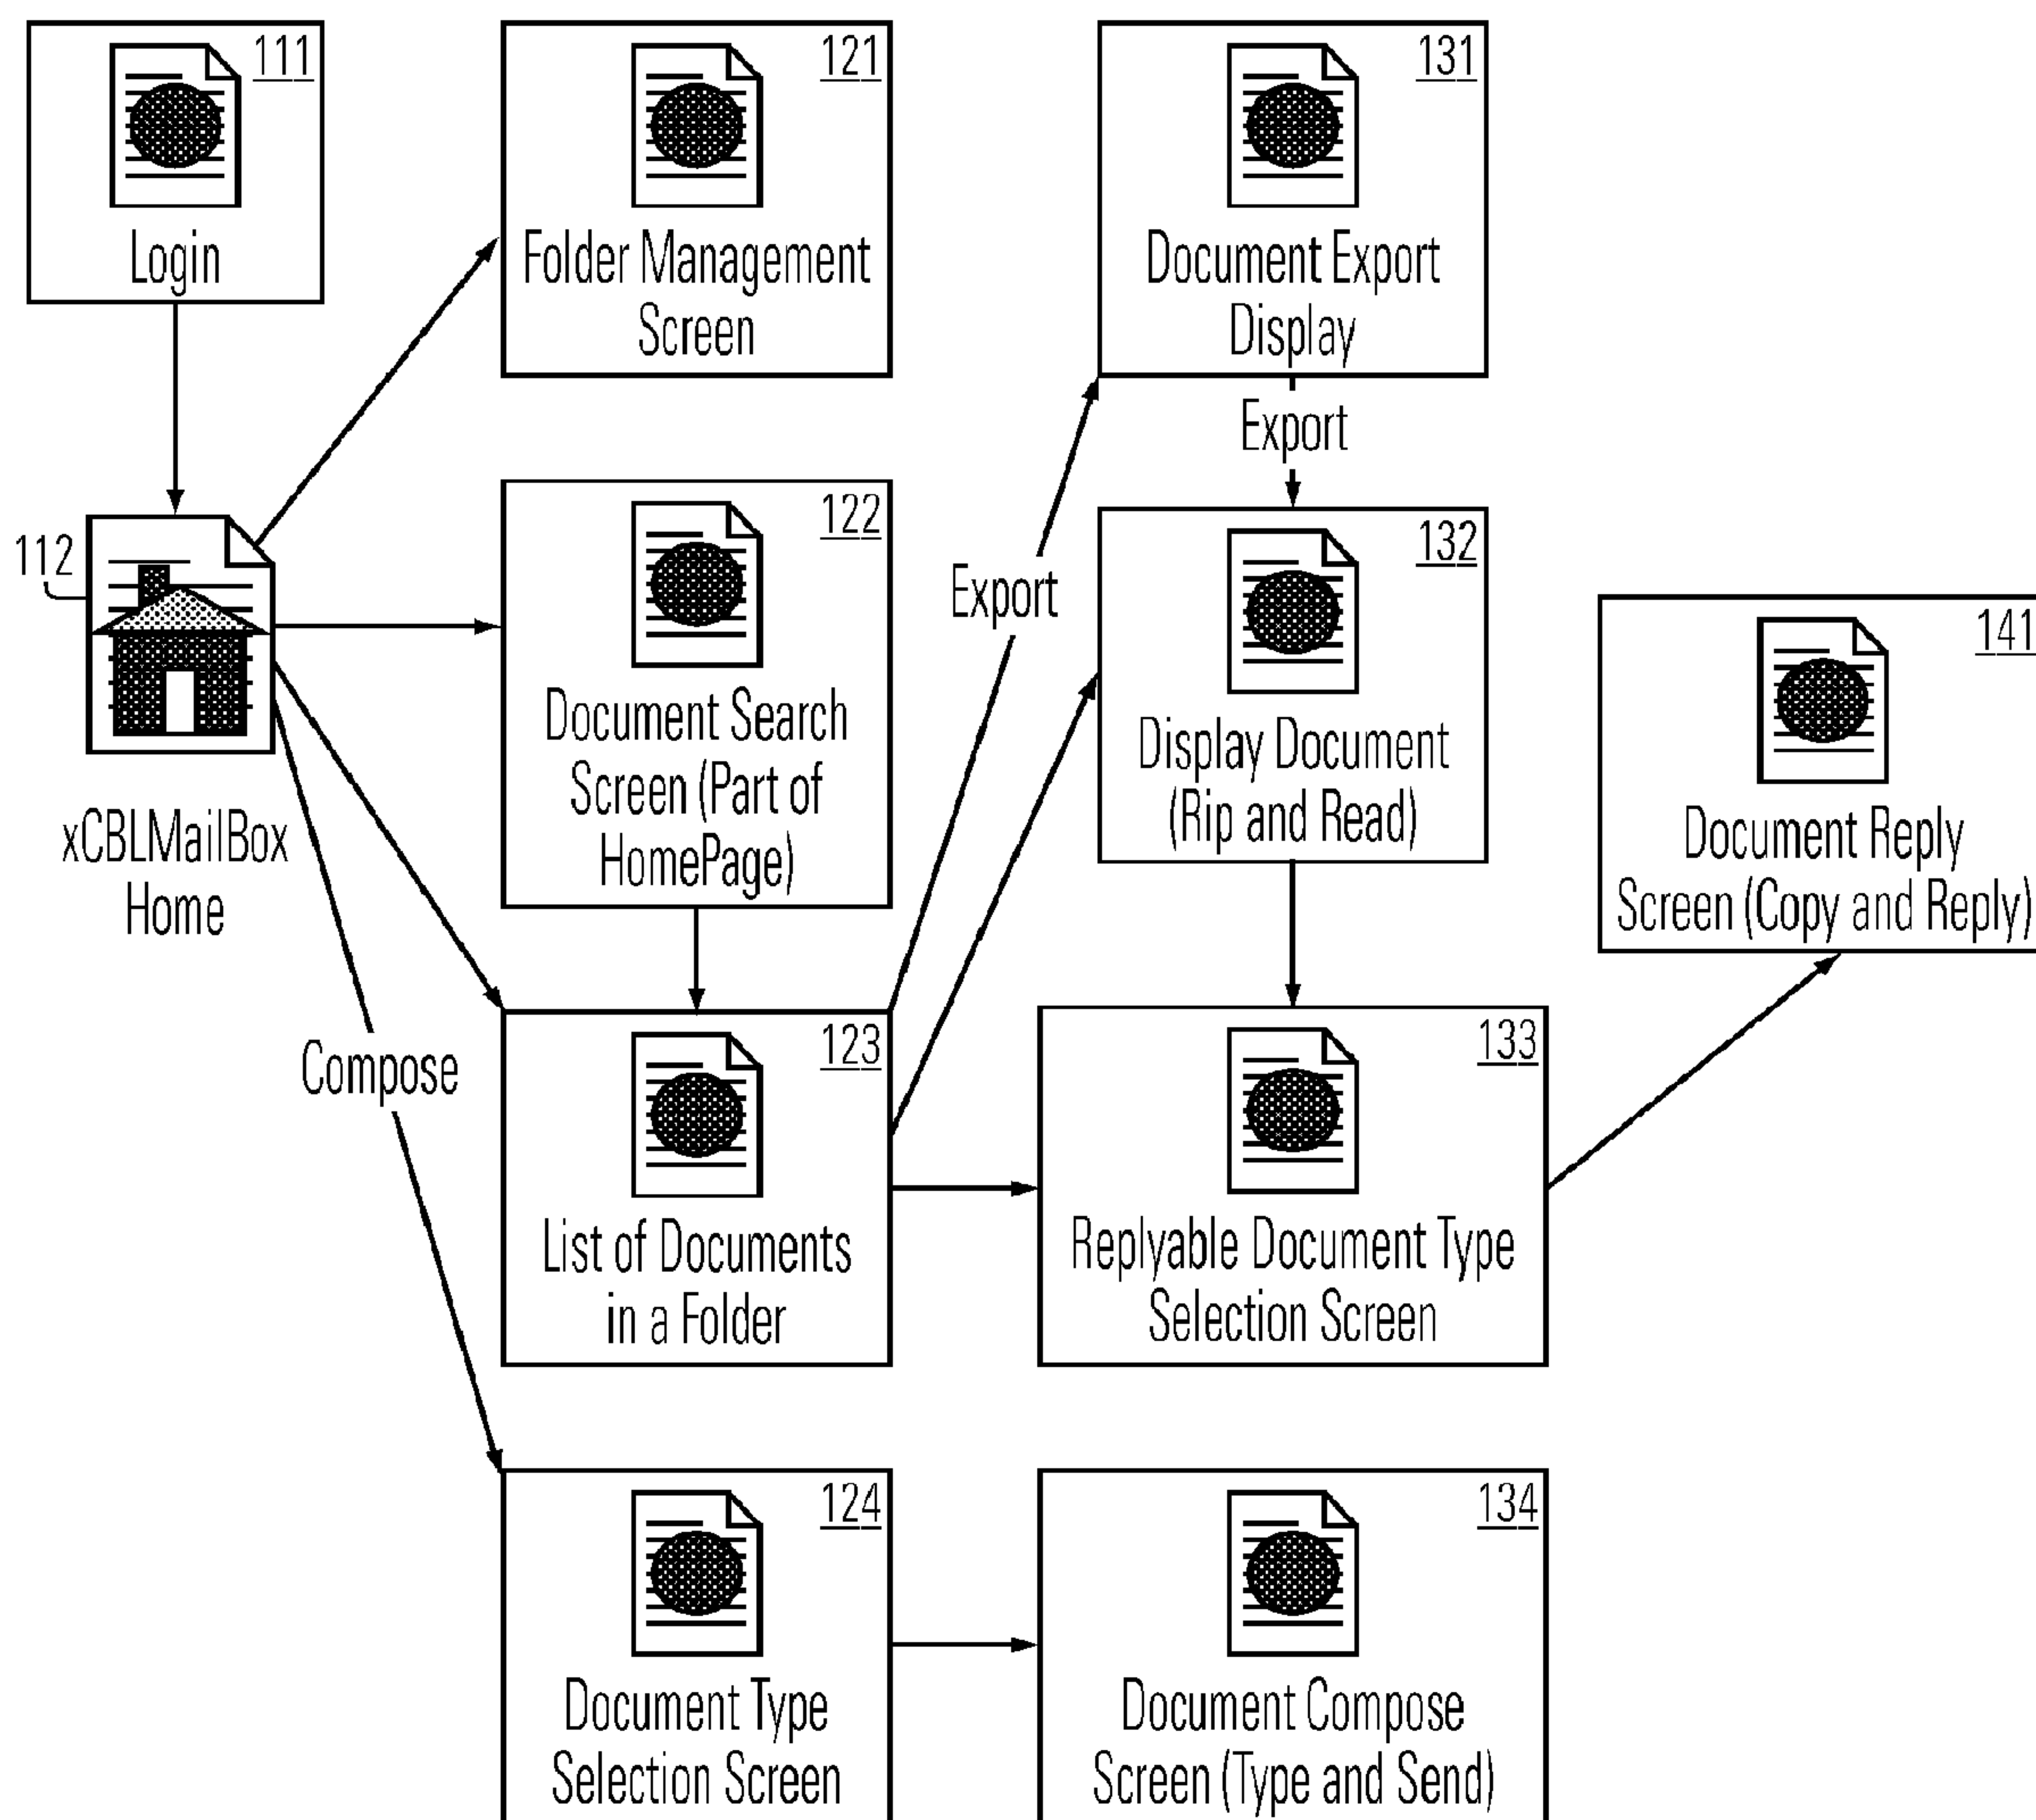 111
Login
112
xCBLMailBox
Home
121
Folder Management
Screen
122
Document Search
Screen (Part of
HomePage)
123
List of Documents
in a Folder
Compose
124
Document Type
Selection Screen
131
Document Export
Display
Export
Export
132
Display Document
(Rip and Read)
133
Replyable Document Type
Selection Screen
134
Document Compose
Screen (Type and Send)
141
Document Reply
Screen (Copy and Reply)